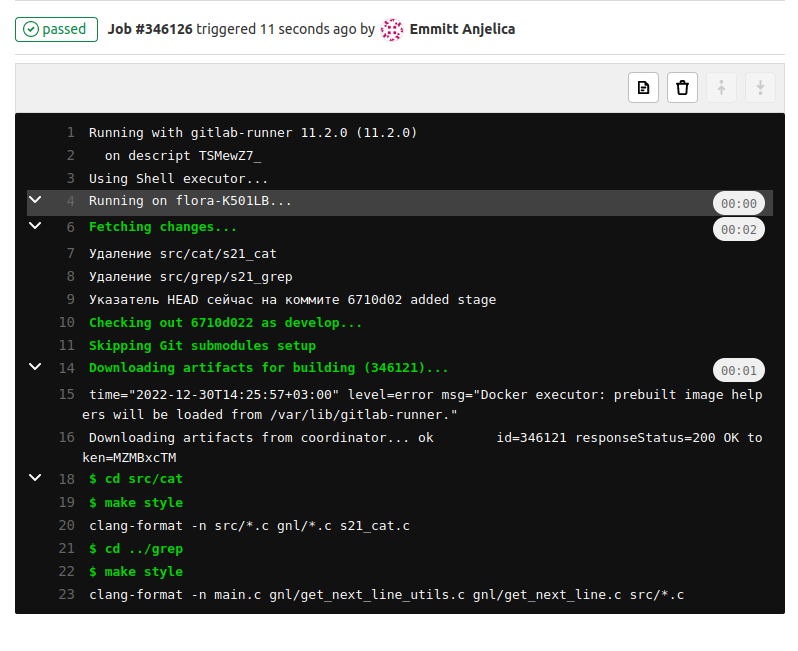 passed Job #346126 triggered 11 seconds ago by Emmitt Anjelica
1 Running with gitlab-runner 11.2.0 (11.2.0)
2 on descript TSMewZ7_
3 Using Shell executor...
4 Running on flora-K501LB... 00:00
6 Fetching changes... 00:02
7 Удаление src/cat/s21_cat
8 Удаление src/grep/s21_grep
9 Указатель HEAD сейчас на коммите 6710d02 added stage
10 Checking out 6710d022 as develop...
11 Skipping Git submodules setup
14 Downloading artifacts for building (346121)... 00:01
15 time="2022-12-30T14:25:57+03:00" level=error msg="Docker executor: prebuilt image help
ers will be loaded from /var/lib/gitlab-runner."
16 Downloading artifacts from coordinator... ok id=346121 responseStatus=200 OK to
ken=MZMBxcTM
18 $ cd src/cat
19 $ make style
20 clang-format -n src/*.c gnl/*.c s21_cat.c
21 $ cd ../grep
22 $ make style
23 clang-format -n main.c gnl/get_next_line_utils.c gnl/get_next_line.c src/*.c